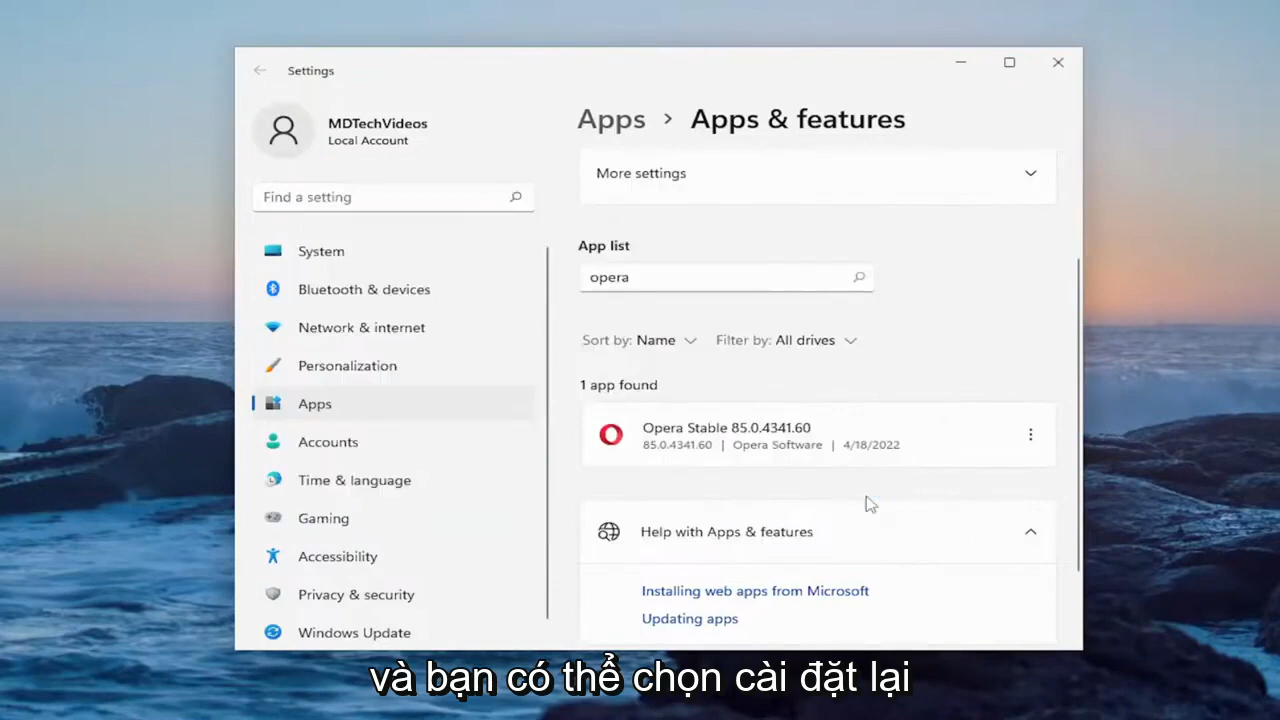 Settings
MDTechVideos
Local Account
Find a setting
System
Bluetooth & devices
Network & internet
Personalization
Apps
Accounts
Time & language
Gaming
Accessibility
Privacy & security
Windows Update
Apps > Apps & features
More settings
App list
opera
Sort by: Name Filter by: All drives
1 app found
Opera Stable 85.0.4341.60
85.0.4341.60 | Opera Software | 4/18/2022
Help with Apps & features
Installing web apps from Microsoft
Updating apps
và bạn có thể chọn cài đặt lại